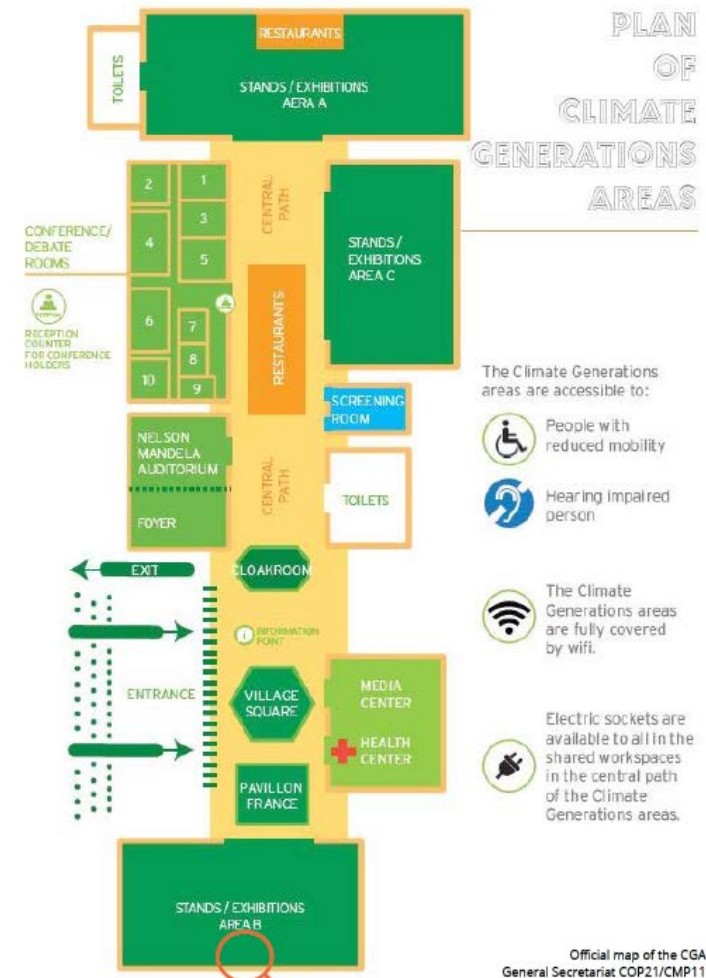 PLAN
OF
CLIMATE
GENERATIONS
AREAS
RESTAURANTS
TOILETS
STANDS / EXHIBITIONS
AERA A
2
1
3
4
5
6
7
8
9
10
CONFERENCE/
DEBATE
ROOMS
RECEPTION
COUNTER
FOR CONFERENCE
HOLDERS
CENTRAL
PATH
STANDS /
EXHIBITIONS
AREA C
RESTAURANTS
SCREENING
ROOM
NELSON
MANDELA
AUDITORIUM
FOYER
CENTRAL
PATH
TOILETS
EXIT
CLOAKROOM
i INFORMATION
POINT
ENTRANCE
VILLAGE
SQUARE
MEDIA
CENTER
HEALTH
CENTER
PAVILLON
FRANCE
STANDS / EXHIBITIONS
AREA B
The Climate Generations
areas are accessible to:
People with
reduced mobility
Hearing impaired
person
The Climate
Generations areas
are fully covered
by wifi.
Electric sockets are
available to all in the
shared workspaces
in the central path
of the Climate
Generations areas.
Official map of the CGA
General Secretariat COP21/CMP11